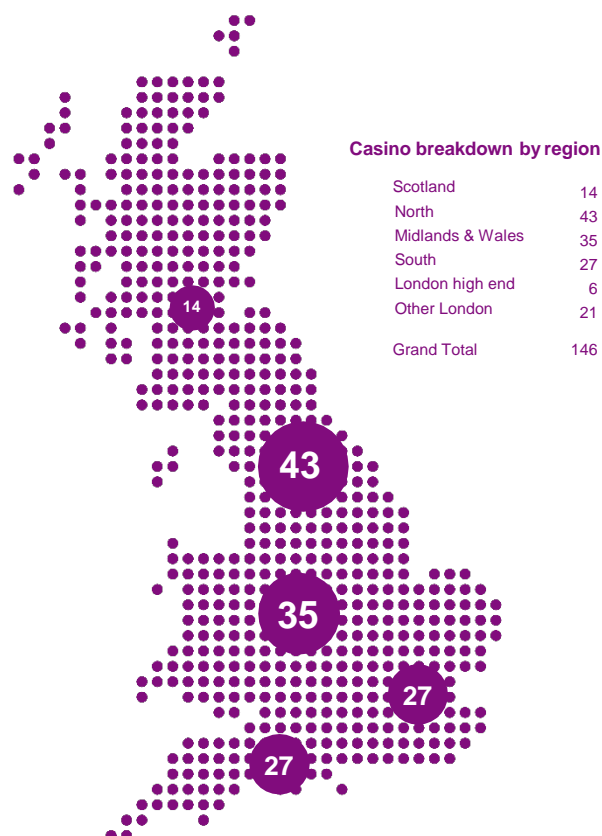 Casino breakdown by region
Scotland 14
North 43
Midlands & Wales 35
South 27
London high end 6
Other London 21
Grand Total 146
14
43
35
27
27